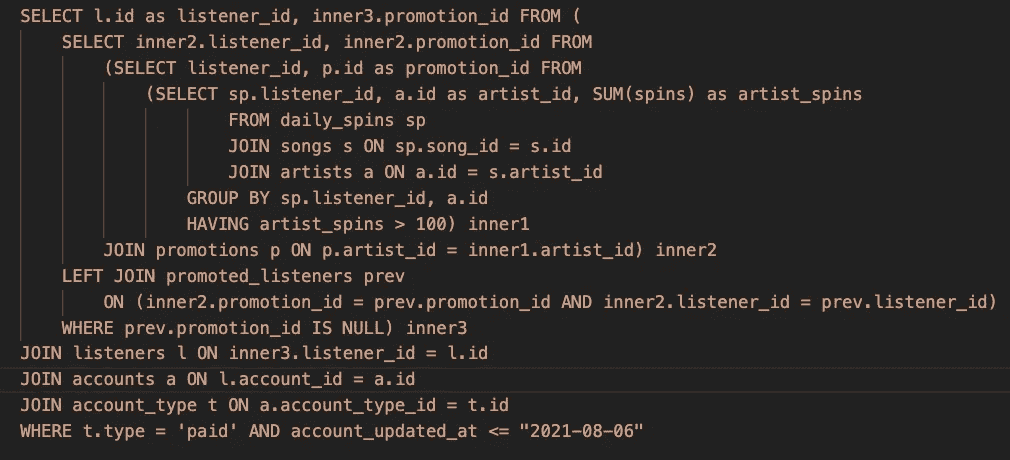 SELECT l.id as listener_id, inner3.promotion_id FROM (
    SELECT inner2.listener_id, inner2.promotion_id FROM
        (SELECT listener_id, p.id as promotion_id FROM
            (SELECT sp.listener_id, a.id as artist_id, SUM(spins) as artist_spins
                    FROM daily_spins sp
                    JOIN songs s ON sp.song_id = s.id
                    JOIN artists a ON a.id = s.artist_id
                GROUP BY sp.listener_id, a.id
                HAVING artist_spins > 100) inner1
        JOIN promotions p ON p.artist_id = inner1.artist_id) inner2
    LEFT JOIN promoted_listeners prev
        ON (inner2.promotion_id = prev.promotion_id AND inner2.listener_id = prev.listener_id)
    WHERE prev.promotion_id IS NULL) inner3
JOIN listeners l ON inner3.listener_id = l.id
JOIN accounts a ON l.account_id = a.id
JOIN account_type t ON a.account_type_id = t.id
WHERE t.type = 'paid' AND account_updated_at <= "2021-08-06"